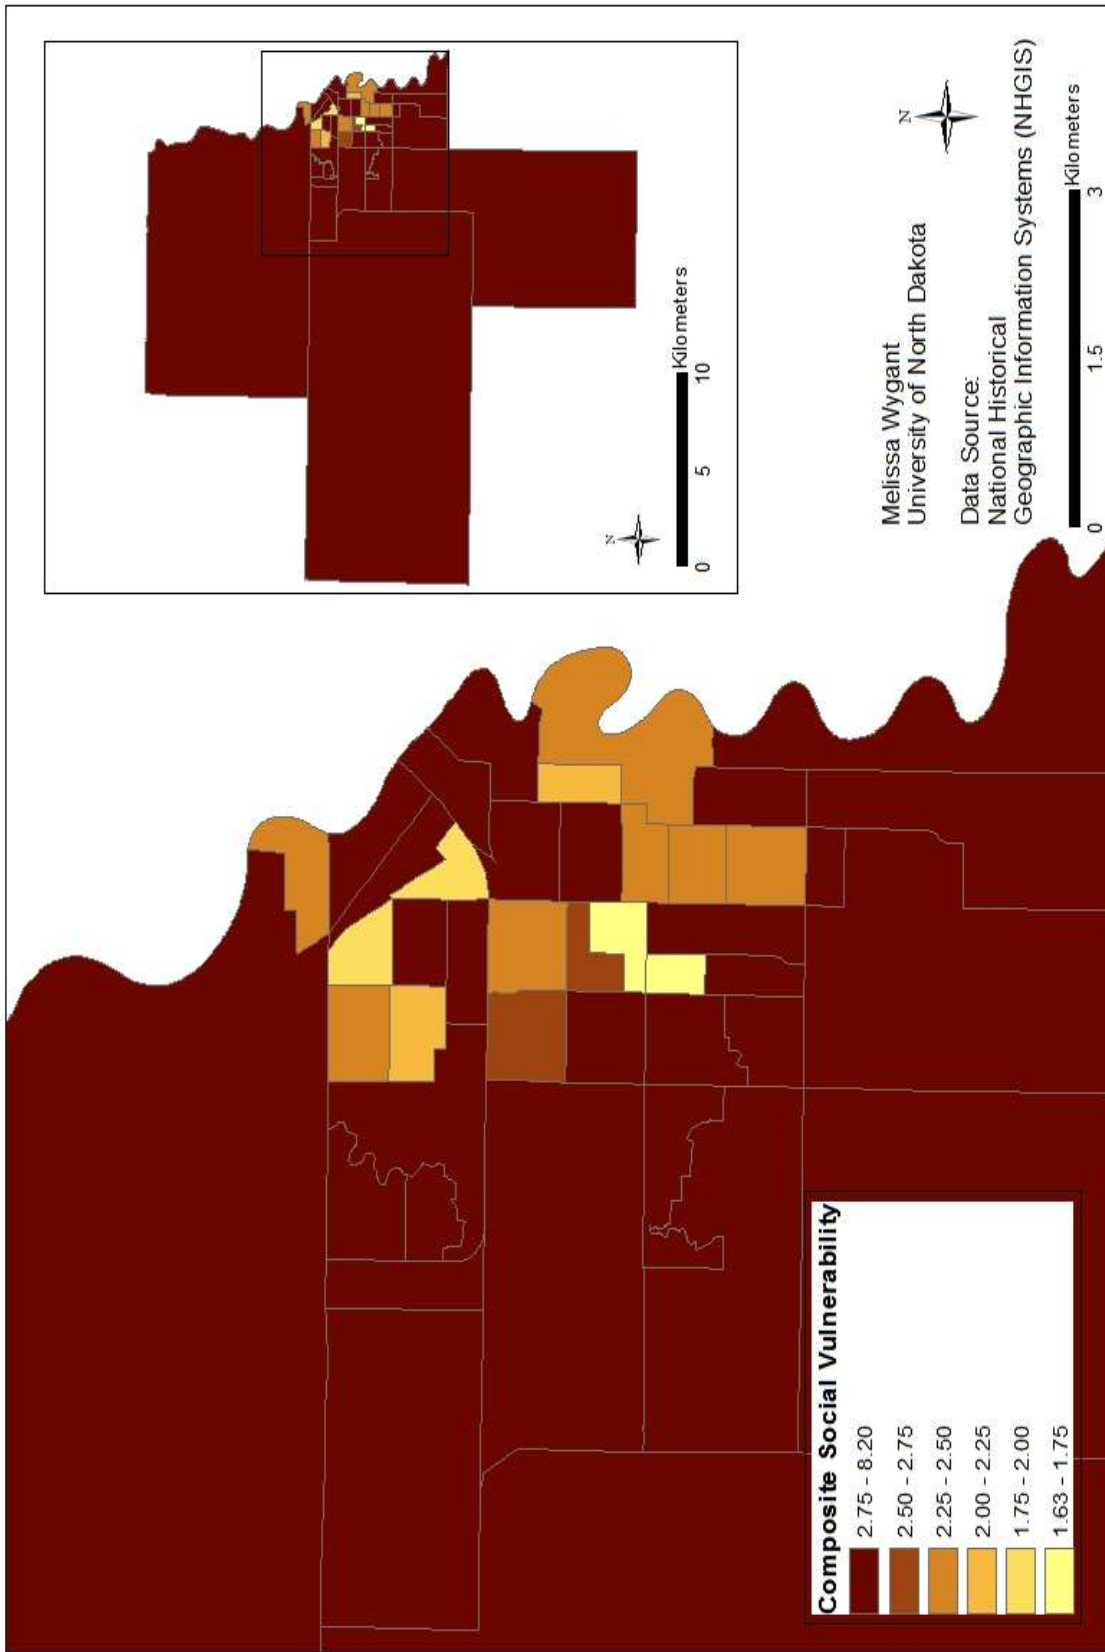 N
0 5 10
Kilometers
Melissa Wygant
University of North Dakota
Data Source:
National Historical
Geographic Information Systems (NHGIS)
N
0 1.5 3
Kilometers
Composite Social Vulnerability
2.75 - 8.20
2.50 - 2.75
2.25 - 2.50
2.00 - 2.25
1.75 - 2.00
1.63 - 1.75